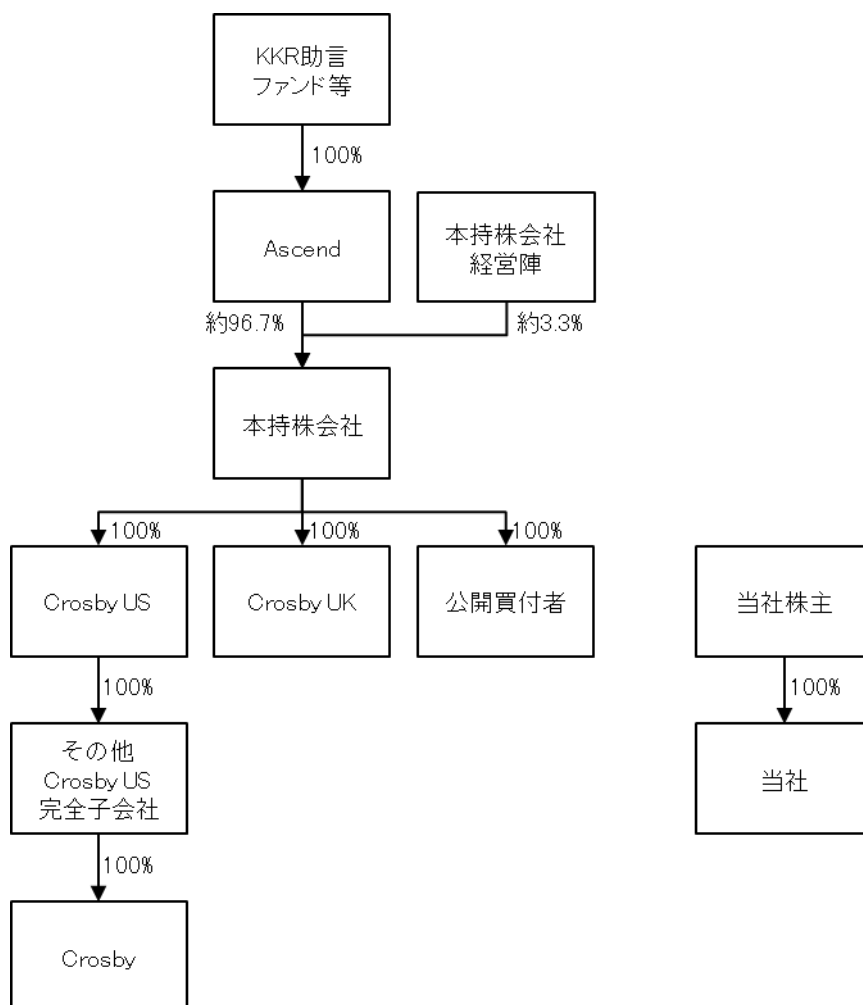 KKR助言
ファンド等
100%
Ascend
本持株会社
経営陣
約96.7%
約3.3%
本持株会社
100%
100%
100%
Crosby US
Crosby UK
公開買付者
当社株主
100%
100%
その他
Crosby US
完全子会社
当社
100%
Crosby